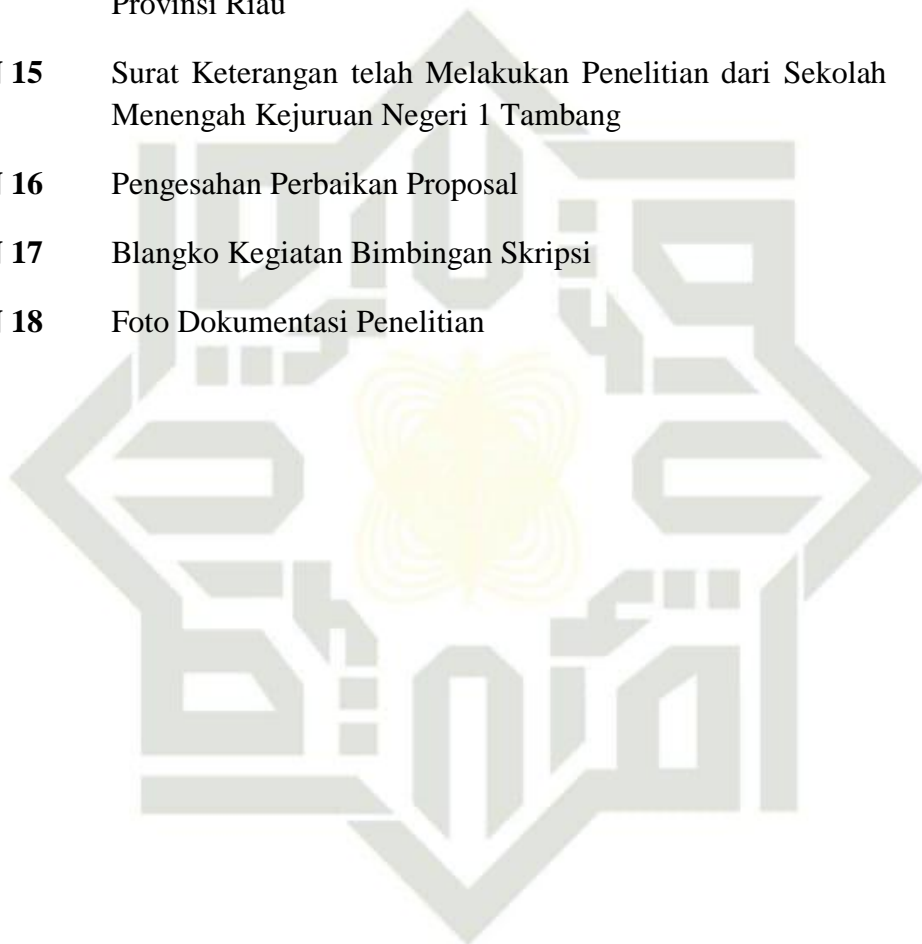 Provinsi Riau
N 15 Surat Keterangan telah Melakukan Penelitian dari Sekolah
Menengah Kejuruan Negeri 1 Tambang
N 16 Pengesahan Perbaikan Proposal
N 17 Blangko Kegiatan Bimbingan Skripsi
N 18 Foto Dokumentasi Penelitian